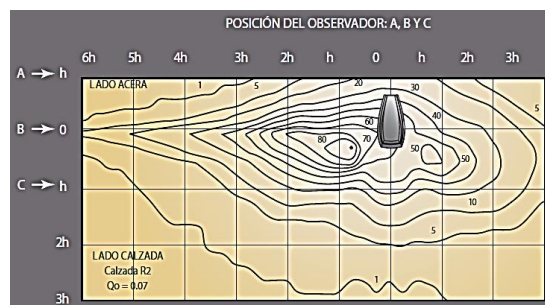 POSICIÓN DEL OBSERVADOR: A, B Y C
6h 5h 4h 3h 2h h 0 h 2h 3h
A → h
LADO ACERA
1 5 20 30 5
40
60
B → 0
80 70
50 50
C → h
10
5
2h
LADO CALZADA
Calzada R2
Qo = 0.07
1
3h